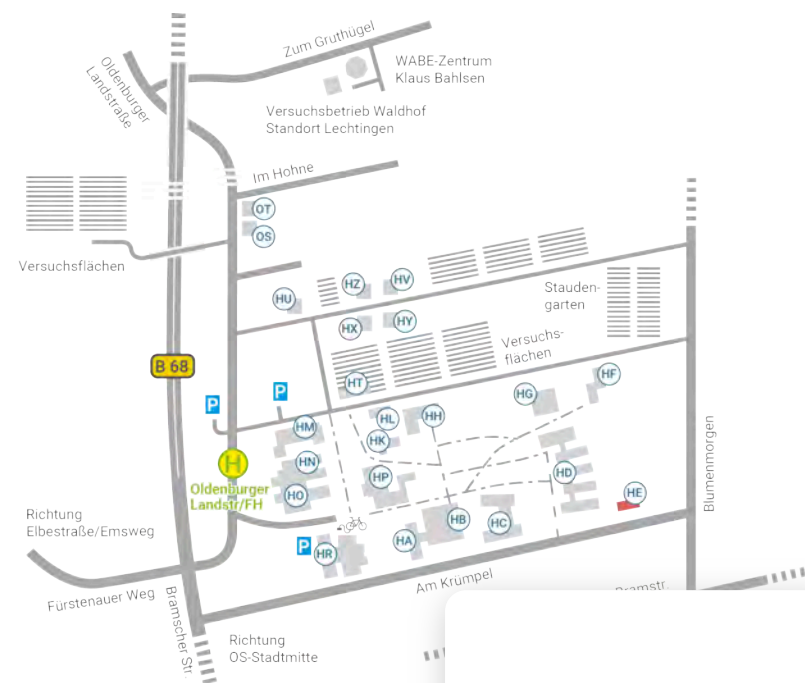 Zum Gruthügel
WABE-Zentrum
Klaus Bahlsen
Oldenburger
Landstraße
Versuchsbetrieb Waldhof
Standort Lechtingen
Im Hohne
OT
OS
Versuchsflächen
HZ
HV
HU
Stauden-
garten
HX
HY
Versuchs-
flächen
B 68
P
P
HT
HF
HG
HL
HH
HM
HK
Blumenmorgen
H
HN
HP
HD
Oldenburger
Landstr/FH
HO
HE
Richtung
Elbestraße/Emsweg
HB
HC
HA
P
HR
Am Krümpel
Bramstr.
Fürstenauer Weg
Bramscher Str.
Richtung
OS-Stadtmitte